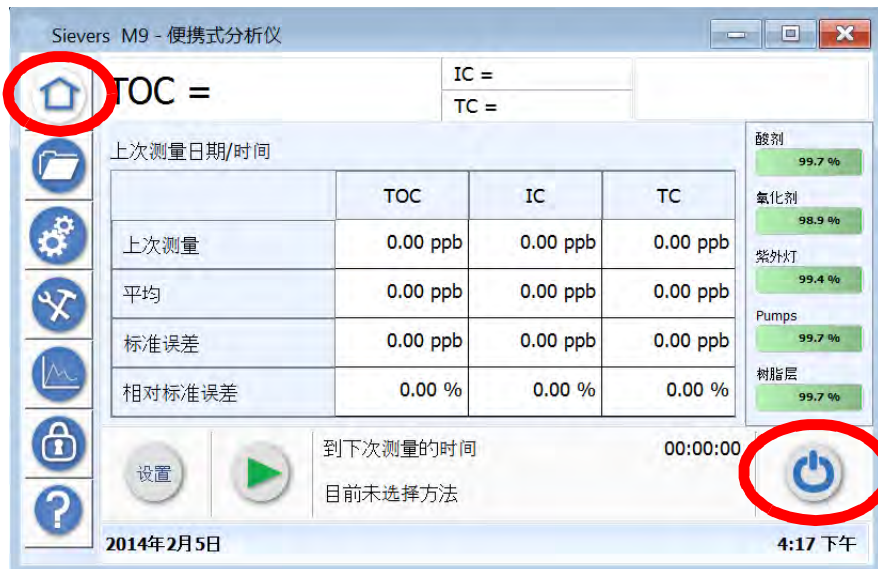 Sievers M9 - 便携式分析仪
TOC =
IC =
TC =
上次测量日期/时间
TOC IC TC
上次测量 0.00 ppb 0.00 ppb 0.00 ppb
平均 0.00 ppb 0.00 ppb 0.00 ppb
标准误差 0.00 ppb 0.00 ppb 0.00 ppb
相对标准误差 0.00 % 0.00 % 0.00 %
酸剂
99.7 %
氧化剂
98.9 %
紫外灯
99.4 %
Pumps
99.7 %
树脂层
99.7 %
设置
到下次测量的时间 00:00:00
目前未选择方法
2014年2月5日 4:17 下午